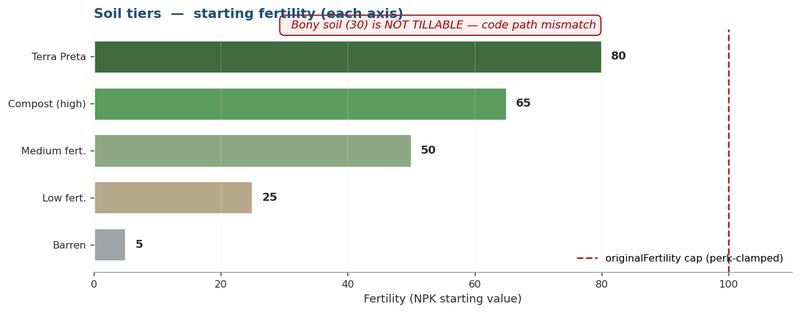 Soil tiers — starting fertility (each axis)
Bony soil (30) is NOT TILLABLE — code path mismatch
Terra Preta
80
Compost (high)
65
Medium fert.
50
Low fert.
25
Barren
5
originalFertility cap (perk-clamped)
0 20 40 60 80 100
Fertility (NPK starting value)